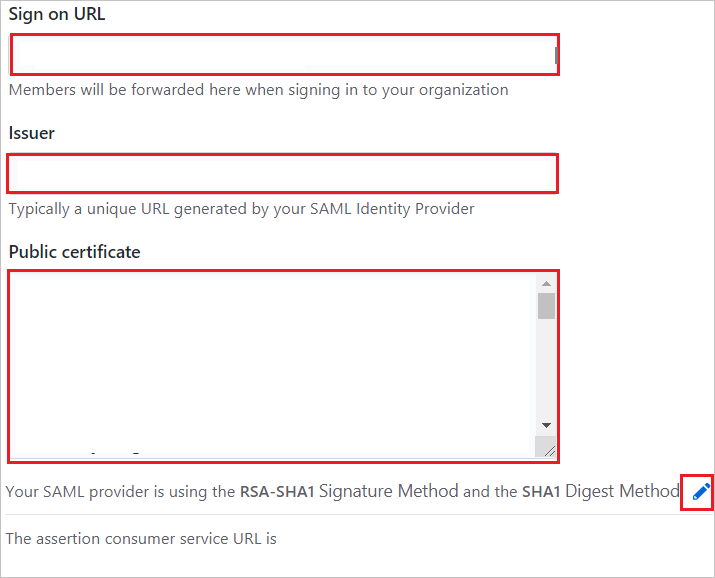 Sign on URL
Members will be forwarded here when signing in to your organization
Issuer
Typically a unique URL generated by your SAML Identity Provider
Public certificate
Your SAML provider is using the RSA-SHA1 Signature Method and the SHA1 Digest Method
The assertion consumer service URL is